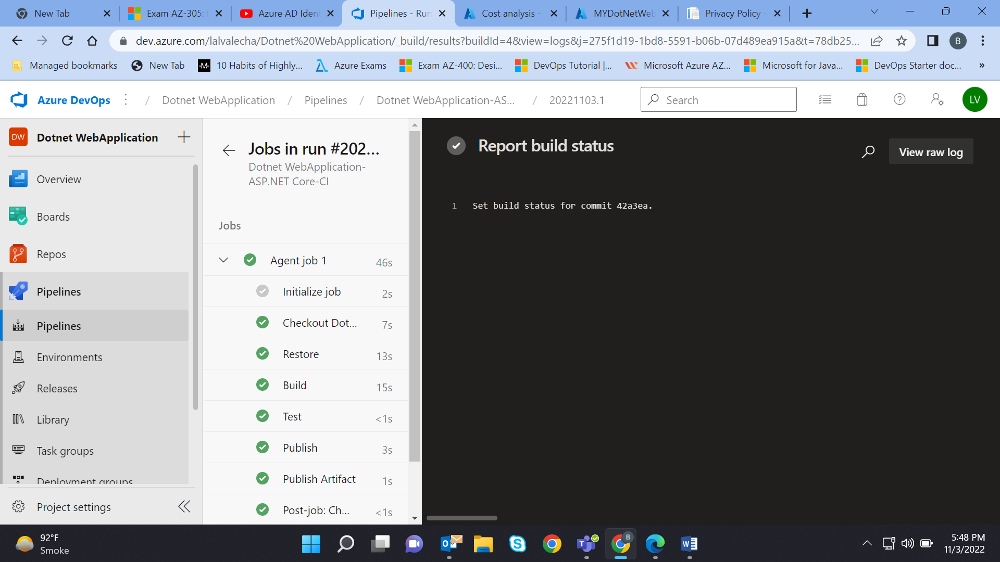 New Tab
Exam AZ-305:
Azure AD Iden
Pipelines - Run
Cost analysis -
MYDotNetWeb
Privacy Policy -
dev.azure.com/lalvalecha/Dotnet%20WebApplication/_build/results?buildId=4&view=logs&j=275f1d19-1bd8-5591-b06b-07d489ea915a&t=78db25...
B
Managed bookmarks
New Tab
10 Habits of Highly...
Azure Exams
Exam AZ-400: Desi...
DevOps Tutorial |...
Microsoft Azure AZ...
Microsoft for Java...
DevOps Starter doc...
»
Azure DevOps
/ Dotnet WebApplication / Pipelines / Dotnet WebApplication-AS... / 20221103.1
Search
LV
DW
Dotnet WebApplication
Overview
Boards
Repos
Pipelines
Pipelines
Environments
Releases
Library
Task groups
Deployment groups
Project settings
Jobs in run #202...
Dotnet WebApplication-
ASP.NET Core-CI
Jobs
Agent job 1 46s
Initialize job 2s
Checkout Dot... 7s
Restore 13s
Build 15s
Test <1s
Publish 3s
Publish Artifact 1s
Post-job: Ch... <1s
Report build status
View raw log
1 Set build status for commit 42a3ea.
92°F
Smoke
B
5:48 PM
11/3/2022